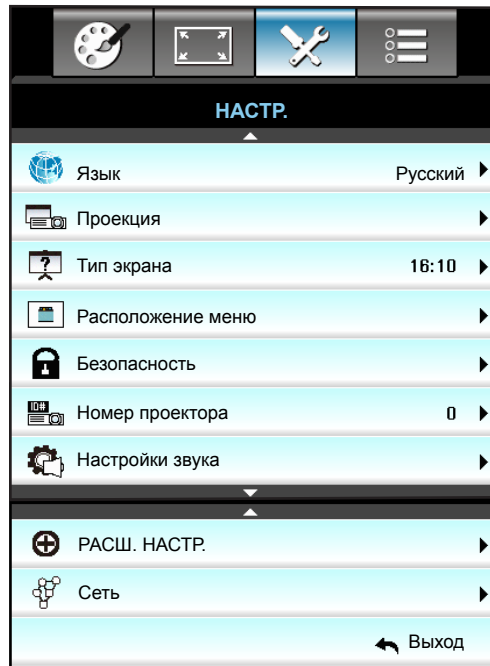 НАСТР.
Язык Русский
Проекция
?
Тип экрана 16:10
Расположение меню
Безопасность
ID#
Номер проектора 0
Настройки звука
РАСШ. НАСТР.
Сеть
Выход